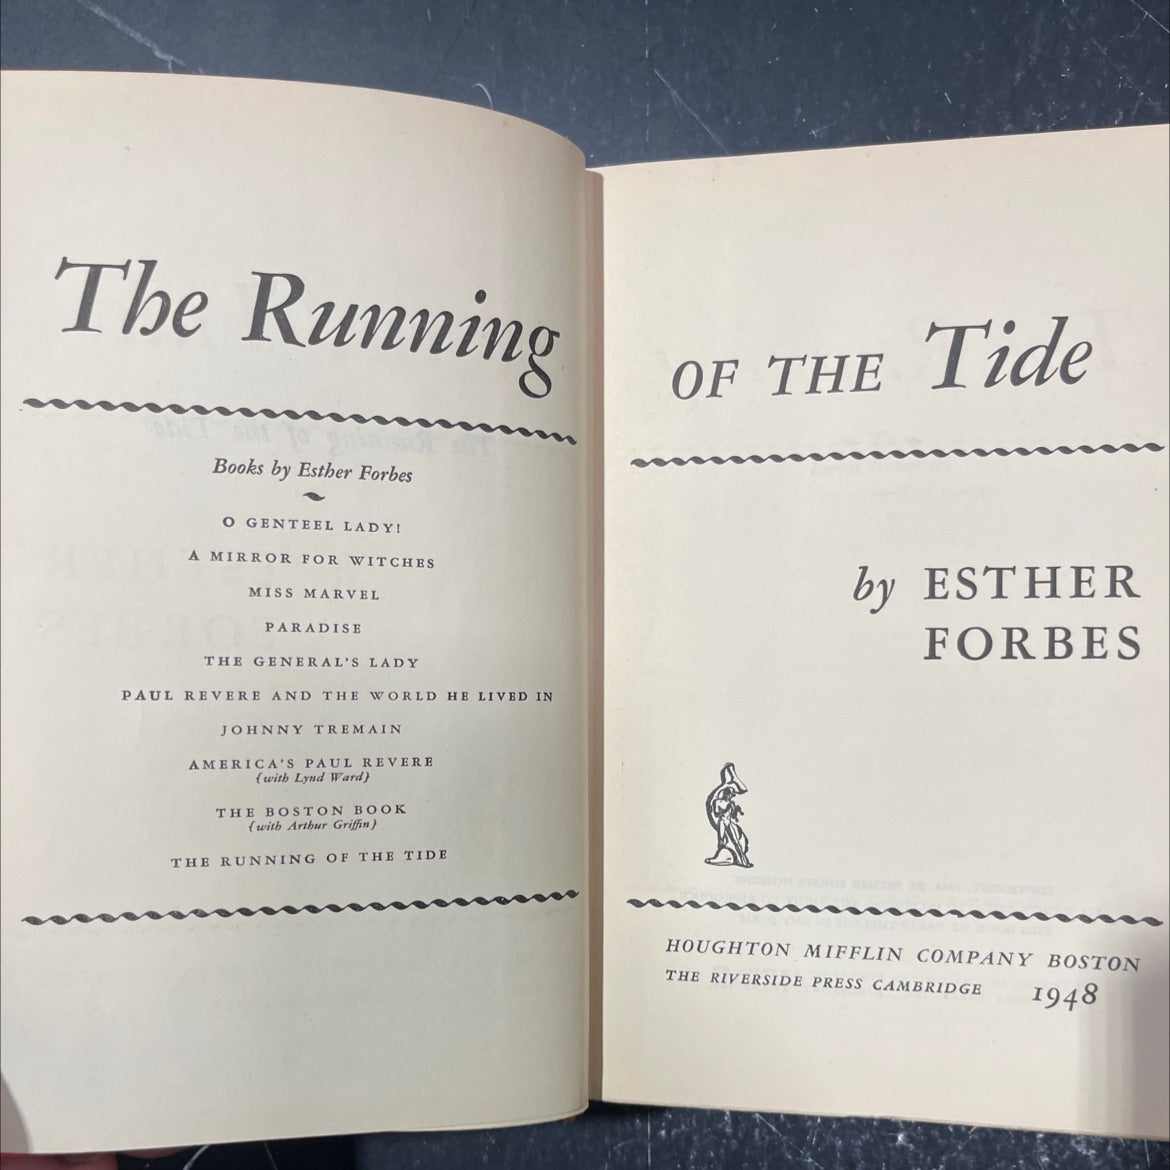 The Running
Books by Esther Forbes
O GENTEEL LADY!
A MIRROR FOR WITCHES
MISS MARVEL
PARADISE
THE GENERAL'S LADY
PAUL REVERE AND THE WORLD HE LIVED IN
JOHNNY TREMAIN
AMERICA'S PAUL REVERE
{with Lynd Ward}
THE BOSTON BOOK
{with Arthur Griffin}
THE RUNNING OF THE TIDE
OF THE Tide
by ESTHER
FORBES
HOUGHTON MIFFLIN COMPANY BOSTON
THE RIVERSIDE PRESS CAMBRIDGE 1948